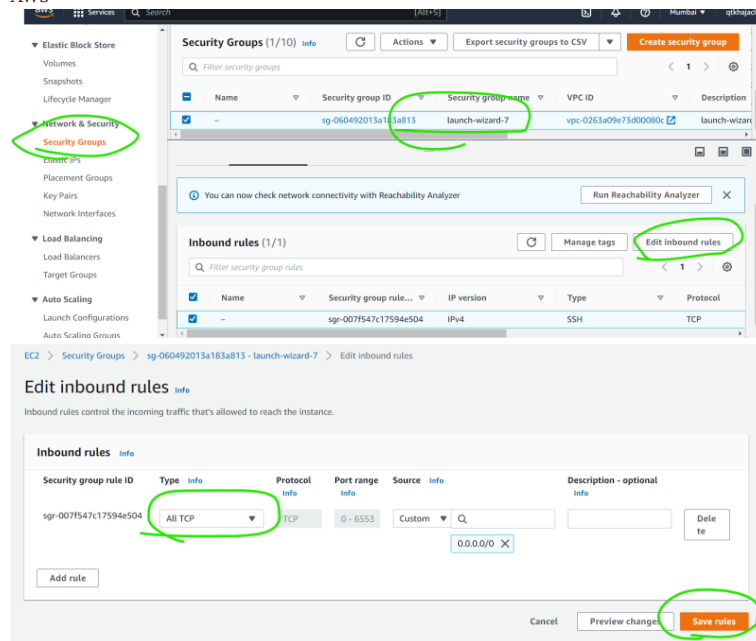 aws Services Q Search [Alt+S] Mumbai ▼ qtkhajacl
▼ Elastic Block Store
Volumes
Snapshots
Lifecycle Manager
▼ Network & Security
Security Groups
Elastic IPs
Placement Groups
Key Pairs
Network Interfaces
▼ Load Balancing
Load Balancers
Target Groups
▼ Auto Scaling
Launch Configurations
Auto Scaling Groups
Security Groups (1/10) Info Actions ▼ Export security groups to CSV ▼ Create security group
Filter security groups < 1 >
Name Security group ID Security group name VPC ID Description
– sg-060492013a183a813 launch-wizard-7 vpc-0263a09e73d00080c launch-wizard
You can now check network connectivity with Reachability Analyzer Run Reachability Analyzer X
Inbound rules (1/1) Manage tags Edit inbound rules
Filter security group rules < 1 >
Name Security group rule... IP version Type Protocol
– sgr-007f547c17594e504 IPv4 SSH TCP
EC2 > Security Groups > sg-060492013a183a813 - launch-wizard-7 > Edit inbound rules
Edit inbound rules Info
Inbound rules control the incoming traffic that's allowed to reach the instance.
Inbound rules Info
Security group rule ID Type Info Protocol Info Port range Info Source Info Description - optional Info
sgr-007f547c17594e504 All TCP ▼ TCP 0 - 6553 Custom ▼ Delete
0.0.0.0/0 X
Add rule
Cancel Preview changes Save rules